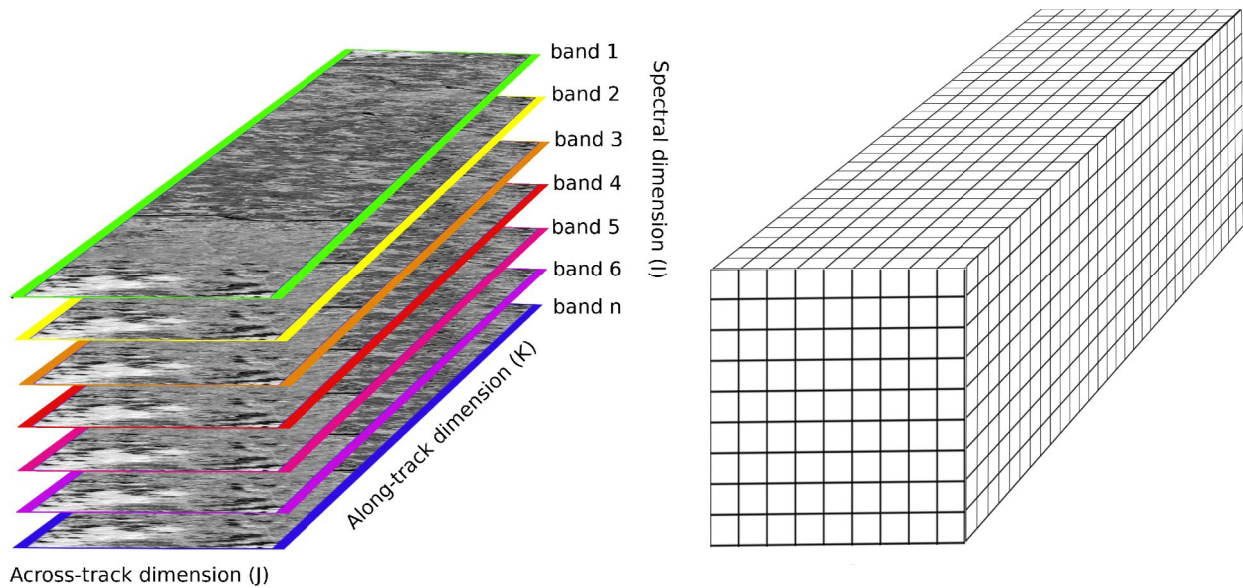 band 1
band 2
band 3
band 4
band 5
band 6
band n
Spectral dimension (I)
Along-track dimension (K)
Across-track dimension (J)